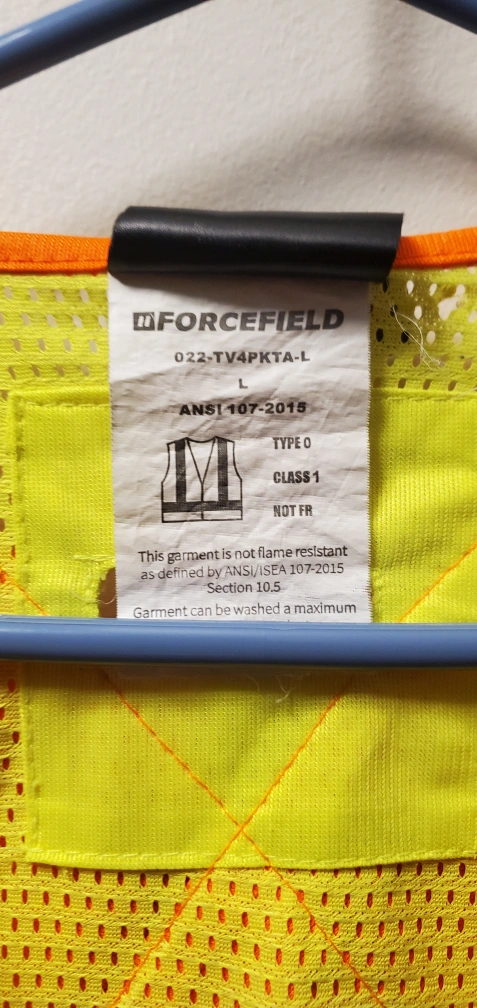 FORCEFIELD
022-TV4PKTA-L
L
ANSI 107-2015
TYPE O
CLASS 1
NOT FR
This garment is not flame resistant
as defined by ANSI/ISEA 107-2015
Section 10.5
Garment can be washed a maximum